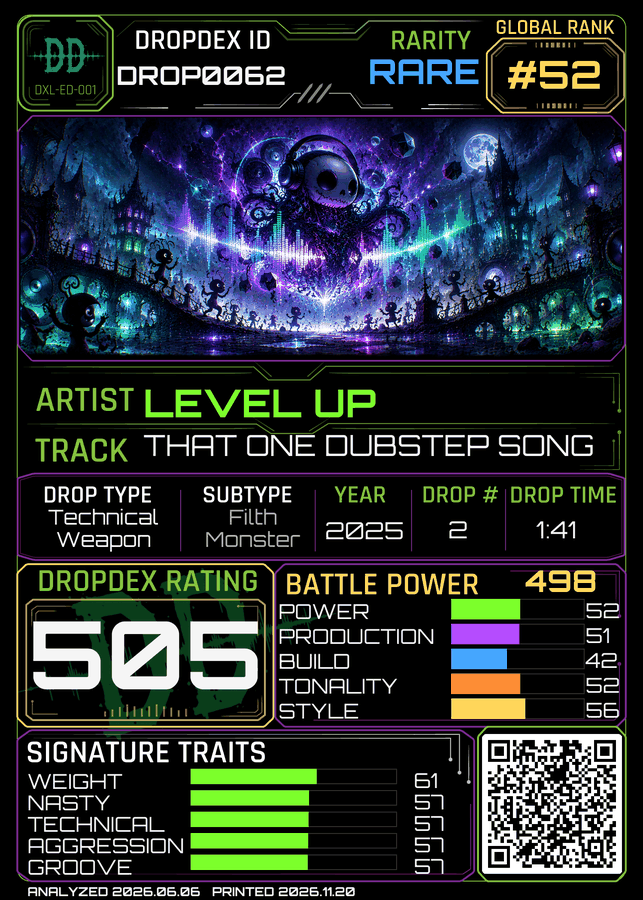 DD
DXL-ED-001
DROPDEX ID
DROP0062
RARITY
RARE
GLOBAL RANK
#52
ARTIST LEVEL UP
TRACK THAT ONE DUBSTEP SONG
DROP TYPE
Technical
Weapon
SUBTYPE
Filth
Monster
YEAR
2025
DROP #
2
DROP TIME
1:41
DROPDEX RATING
505
BATTLE POWER 498
POWER 52
PRODUCTION 51
BUILD 42
TONALITY 52
STYLE 56
SIGNATURE TRAITS
WEIGHT 61
NASTY 57
TECHNICAL 57
AGGRESSION 57
GROOVE 57
ANALYZED 2026.06.06 PRINTED 2026.11.20